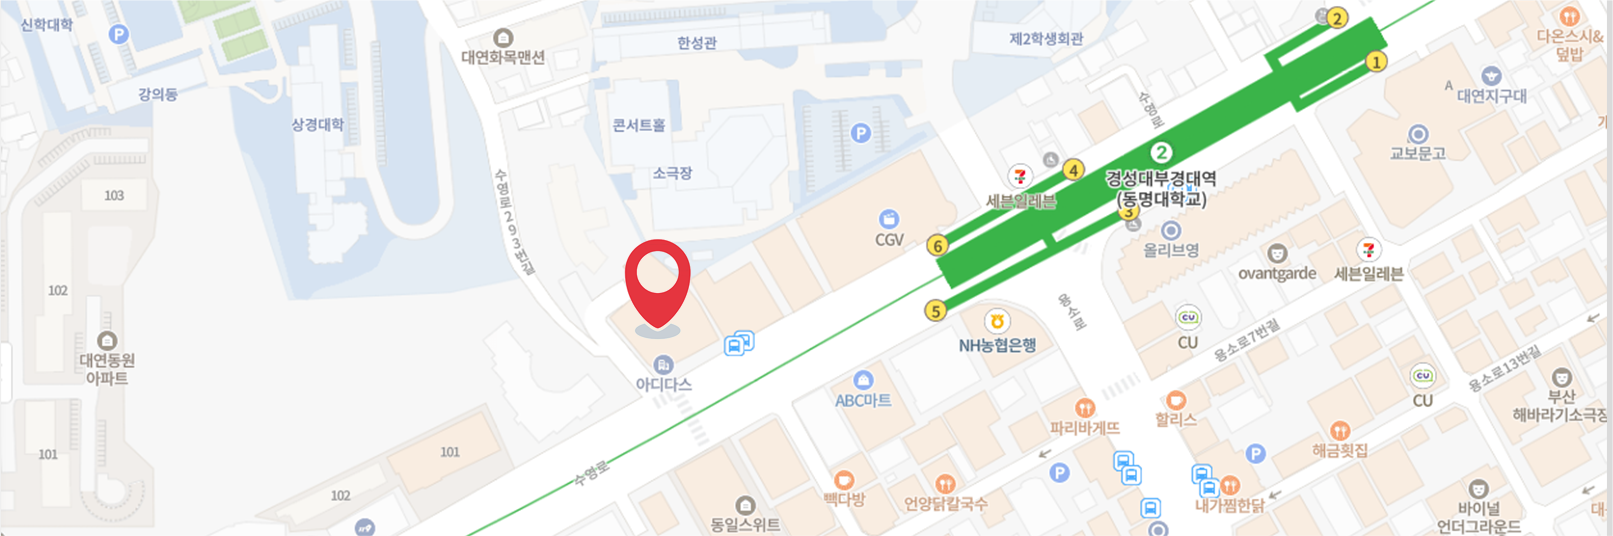 신학대학
P
강의동
상경대학
대연화목맨션
한성관
제2학생회관
콘서트홀
소극장
P
수영로293번길
수영로
2
1
다온스시&
덮밥
A
대연지구대
교보문고
2
경성대부경대역
(동명대학교)
4
3
6
5
세븐일레븐
CGV
올리브영
ovantgarde
세븐일레븐
103
102
대연동원
아파트
101
아디다스
NH농협은행
용소로
CU
CU
용소로7번길
용소로13번길
부산
해바라기소극장
ABC마트
파리바게뜨
할리스
해금횟집
101
102
수영로
동일스위트
빽다방
언양닭칼국수
P
P
내가찜한닭
바이널
언더그라운드
대